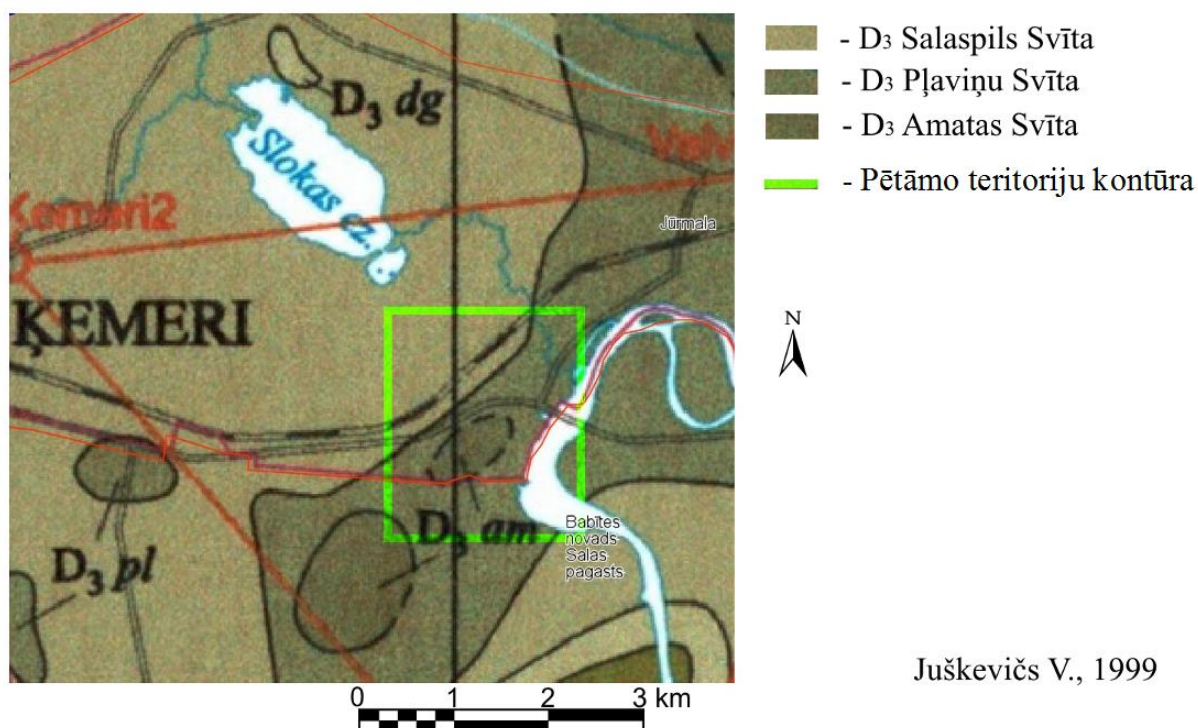 D₃ dg
Slokas ez.
Ķemeri2
Valv
Jūrmala
ĶEMERI
D₃ am
D₃ pl
Babītes
novads
Salas
pagasts
0 1 2 3 km
- D₃ Salaspils Svīta
- D₃ Pļaviņu Svīta
- D₃ Amatas Svīta
- Pētāmo teritoriju kontūra
N
Juškevičs V., 1999